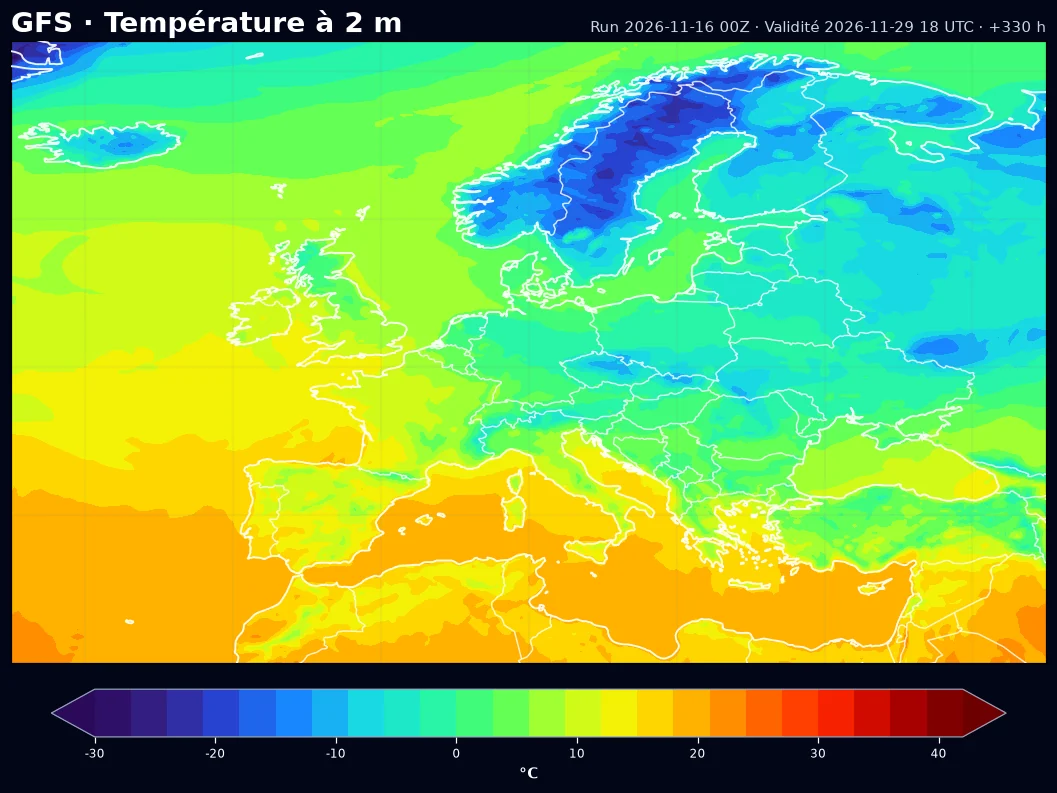 GFS · Température à 2 m
Run 2026-11-16 00Z · Validité 2026-11-29 18 UTC · +330 h
-30 -20 -10 0 10 20 30 40
°C